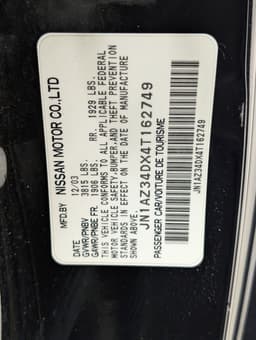 MFD.BY NISSAN MOTOR CO.,LTD
DATE 12/03
GVWR/PNBV 3815 LBS.
GAWR/PNBE FR. 1906 LBS. RR. 1929 LBS.
THIS VEHICLE CONFORMS TO ALL APPLICABLE FEDERAL
MOTOR VEHICLE SAFETY,BUMPER,AND THEFT PREVENTION
STANDARDS IN EFFECT ON THE DATE OF MANUFACTURE
SHOWN ABOVE.
JN1AZ34DX4T162749
PASSENGER CAR/VOITURE DE TOURISME
JN1AZ34DX4T162749